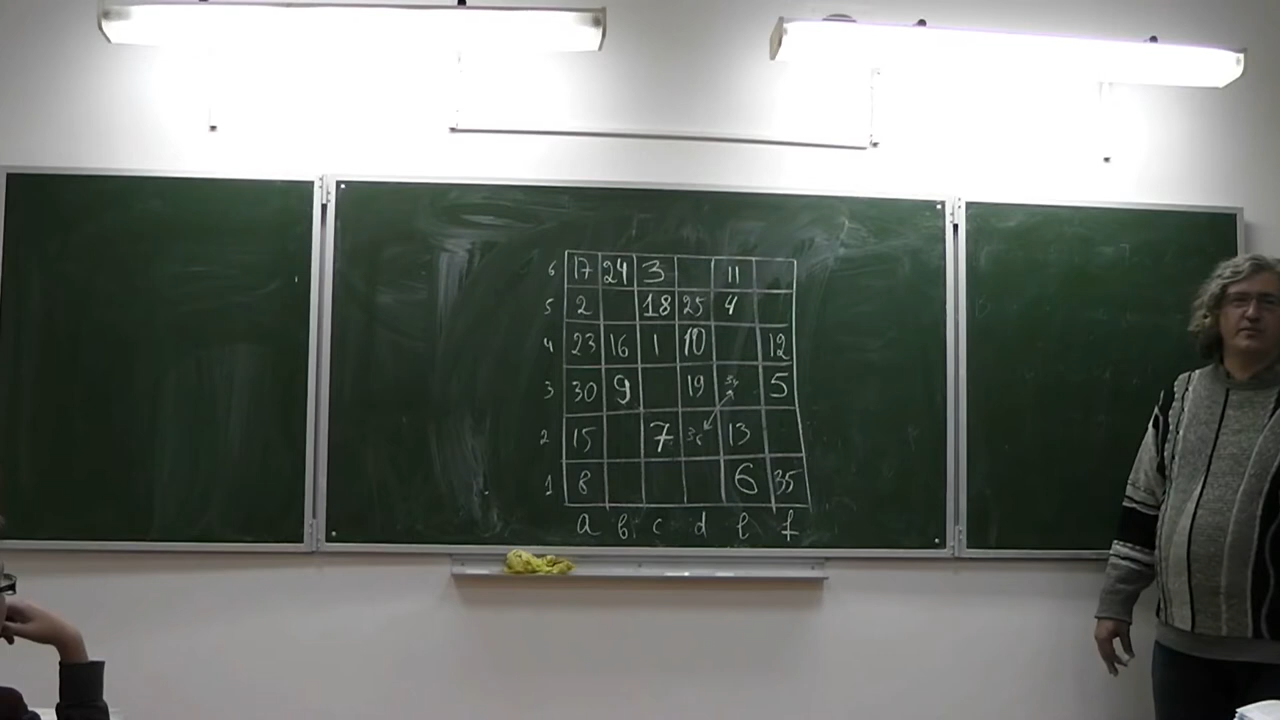 6 17 24 3 11
5 2 18 25 4
4 23 16 1 10 12
3 30 9 19 5
2 15 7 13
1 8 6 35
a b c d e f